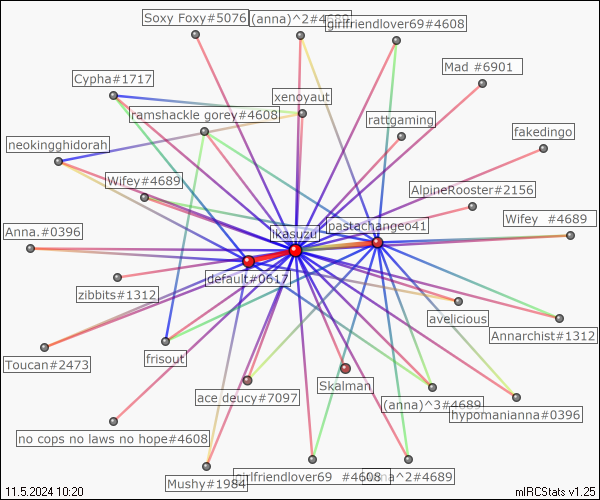 Soxy Foxy#5076
(anna)^2#4689
girlfriendlover69#4608
Mad #6901
Cypha#1717
xenoyaut
ramshackle gorey#4608
rattgaming
fakedingo
neokingghidorah
Wifey#4689
AlpineRooster#2156
Wifey #4689
Anna.#0396
likasuzu
pastachangeo41
default#0617
zibbits#1312
avelicious
Annarchist#1312
Toucan#2473
frisout
Skalman
ace deucy#7097
(anna)^3#4689
hypomanianna#0396
no cops no laws no hope#4608
Mushy#1984
girlfriendlover69 #4608
^2#4689
11.5.2024 10:20
mIRCStats v1.25